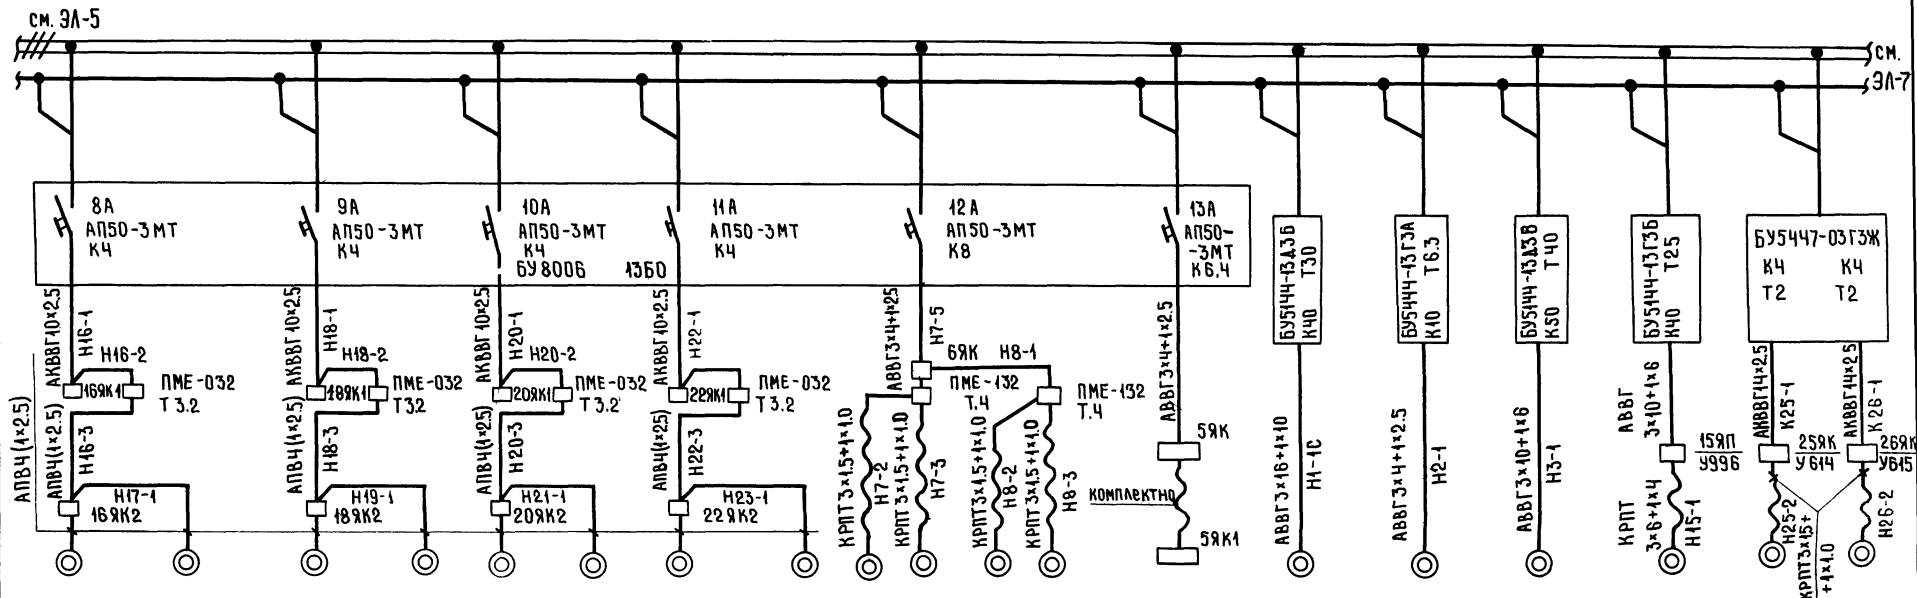 см. ЭЛ-5
см.
ЭЛ-7
8А
АП50-3МТ
К4
9А
АП50-3МТ
К4
10А
АП50-3МТ
К4
БУ8006
13Б0
11А
АП50-3МТ
К4
12А
АП50-3МТ
К8
13А
АП50-
-3МТ
К6.4
БУ5144-13Д3Б
К40 Т30
БУ5444-13Г3А
К10 Т6.3
БУ5144-13Д3В
К50 Т40
БУ5144-13Г3Б
К40 Т25
БУ5447-03Г3Ж
К4 К4
Т2 Т2
АКВВГ10×2.5
Н16-1
Н16-2
16ЯК1
ПМЕ-032
Т3.2
АПВ4(1×2.5)
АПВ4(1×2.5)
Н16-3
Н17-1
16ЯК2
АКВВГ10×2.5
Н18-1
Н18-2
18ЯК1
ПМЕ-032
Т3.2
АПВ4(1×2.5)
Н18-3
Н19-1
18ЯК2
АКВВГ10×2.5
Н20-1
Н20-2
20ЯК1
ПМЕ-032
Т3.2
АПВ4(1×2.5)
Н20-3
Н21-1
20ЯК2
АКВВГ10×2.5
Н22-1
22ЯК1
ПМЕ-032
Т3.2
АПВ4(1×2.5)
Н22-3
Н23-1
22ЯК2
АВВГ3×4+1×25
Н7-5
6ЯК
Н8-1
ПМЕ-132
Т.4
ПМЕ-132
Т.4
КРПТ3×1.5+1×1.0
Н7-2
КРПТ3×1.5+1×1.0
Н7-3
КРПТ3×1.5+1×1.0
Н8-2
КРПТ3×1.5+1×1.0
Н8-3
АВВГ3×4+1×2.5
5ЯК
комплектно
5ЯК1
АВВГ3×16+1×10
Н1-1С
АВВГ3×4+1×2.5
Н2-1
АВВГ3×10+1×6
Н3-1
АВВГ
3×10+1×6
15ЯП
У996
КРПТ
3×6+1×4
Н15-1
АКВВГ14×2.5
К25-1
25ЯК
У614
Н25-2
АКВВГ14×2.5
К26-1
26ЯК
У615
Н26-2
КРПТ3×1.5+
+1×1.0